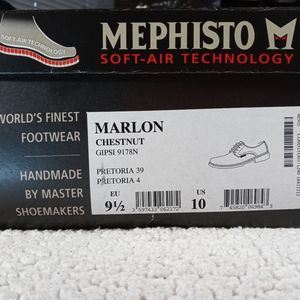 SOFT-AIR TECHNOLOGY
MEPHISTO M
SOFT-AIR TECHNOLOGY
WORLD'S FINEST
FOOTWEAR
HANDMADE
BY MASTER
SHOEMAKERS
MARLON
CHESTNUT
GIPSI 9178N
PRETORIA 39
PRETORIA 4
EU
9½
US
10